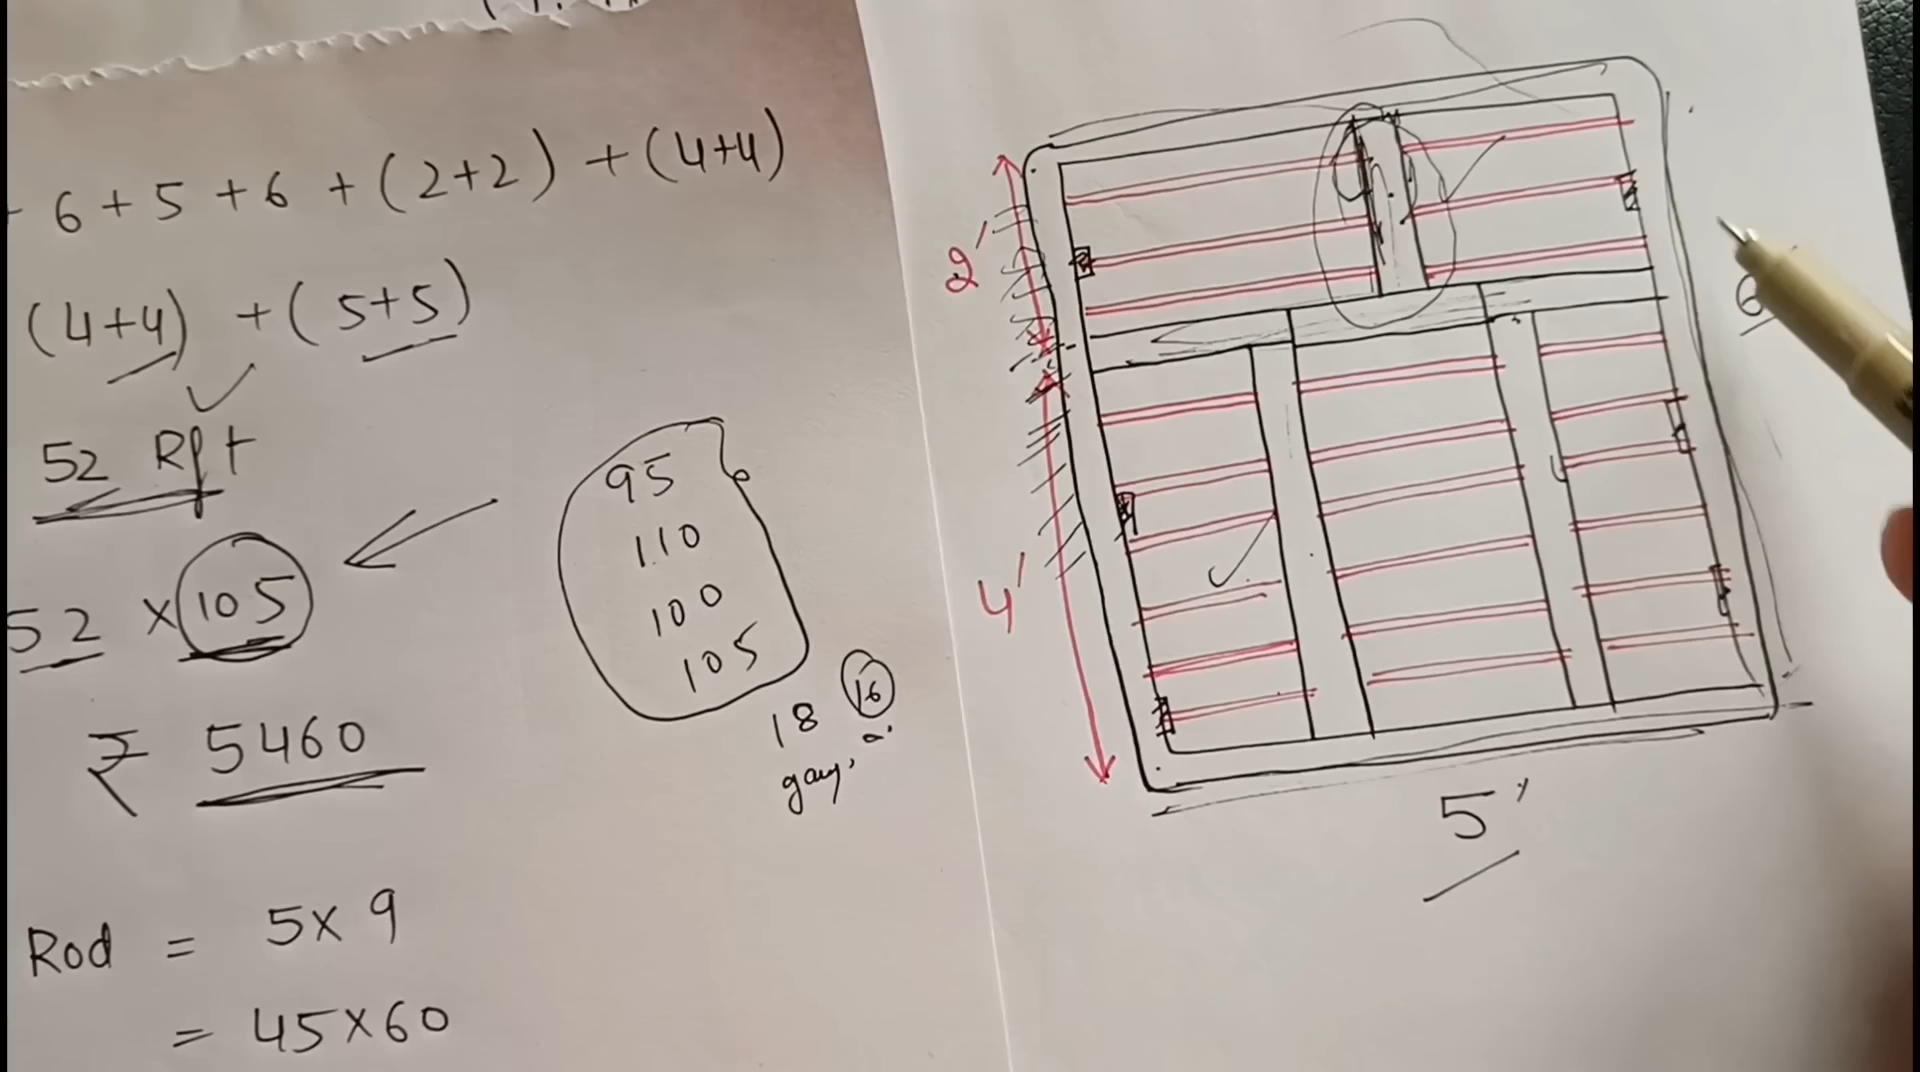 6 + 5 + 6 + (2+2) + (4+4)
(4+4) + (5+5)
52 Rft
52 × 105
₹ 5460
Rod = 5×9
= 45×60
95
110
100
105
18 16
2'
4'
6
5'